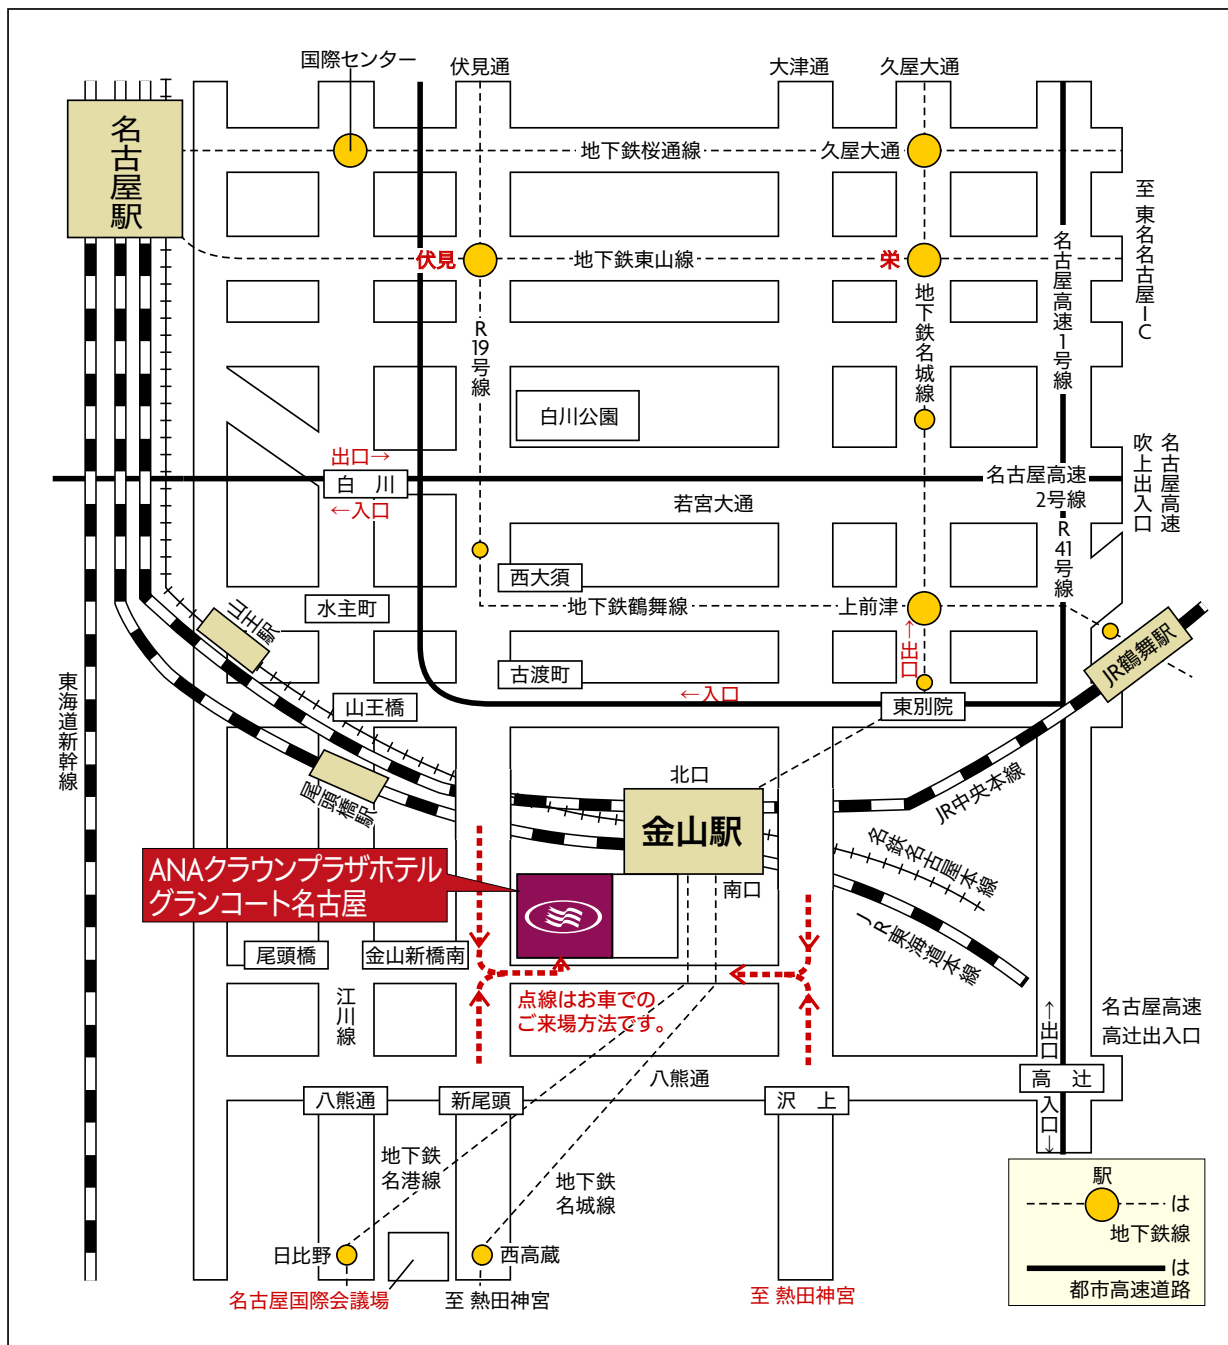 国際センター
伏見通
大津通
久屋大通
名古屋駅
地下鉄桜通線
久屋大通
至 東名名古屋IC
伏見
地下鉄東山線
栄
名古屋高速1号線
地下鉄名城線
R19号線
白川公園
出口→
白 川
←入口
名古屋高速
2号線
名古屋高速
吹上出入口
若宮大通
R41号線
西大須
水主町
地下鉄鶴舞線
上前津
山王駅
←出口
JR鶴舞駅
古渡町
←入口
東別院
山王橋
東海道新幹線
北口
尾頭橋駅
金山駅
JR中央本線
名鉄名古屋本線
ANAクラウンプラザホテル
グランコート名古屋
南口
JR東海道本線
尾頭橋
金山新橋南
江川線
点線はお車での
ご来場方法です。
←出口
名古屋高速
高辻出入口
八熊通
高 辻
入口→
八熊通
新尾頭
沢 上
地下鉄
名港線
地下鉄
名城線
日比野
西高蔵
名古屋国際会議場
至 熱田神宮
至 熱田神宮
駅
は
地下鉄線
は
都市高速道路